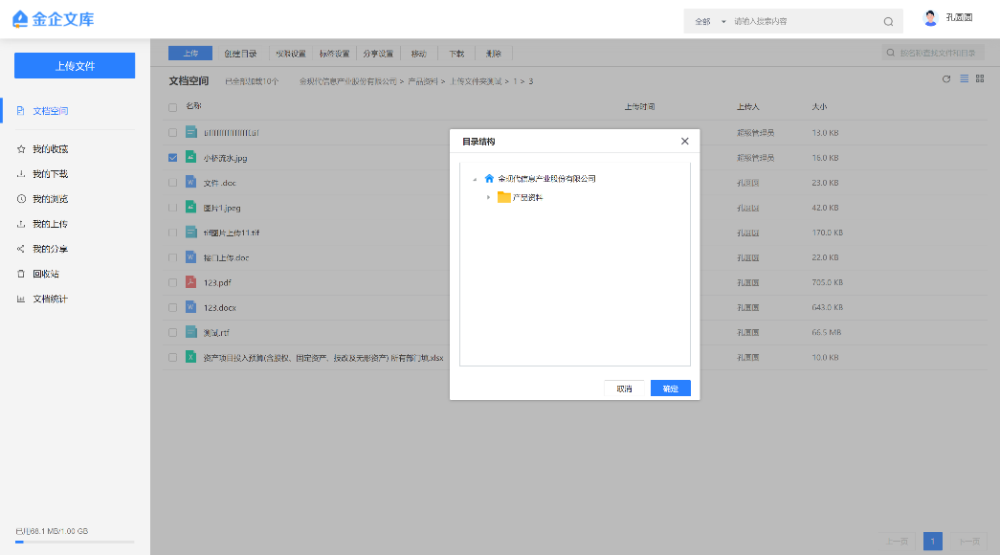 金企文库
全部 请输入搜索内容
孔圆圆
上传文件
文档空间
我的收藏
我的下载
我的浏览
我的上传
我的分享
回收站
文档统计
已用68.1 MB/1.00 GB
上传 创建目录 权限设置 标签设置 分享设置 移动 下载 删除
按名称查找文件和目录
文档空间 已全部加载10个 金现代信息产业股份有限公司 > 产品资料 > 上传文件夹测试 > 1 > 3
名称 上传时间 上传人 大小
超级管理员 13.0 KB
小桥流水.jpg 超级管理员 16.0 KB
文件 .doc 孔圆圆 23.0 KB
图片1.jpeg 孔圆圆 42.0 KB
tif图片上传11.tif 孔圆圆 170.0 KB
接口上传.doc 孔圆圆 22.0 KB
123.pdf 孔圆圆 705.0 KB
123.docx 孔圆圆 643.0 KB
测试.rtf 孔圆圆 66.5 MB
资产项目投入预算(含股权、固定资产、技改及无形资产) 所有部门填.xlsx 孔圆圆 10.0 KB
目录结构
金现代信息产业股份有限公司
产品资料
取消 确定
上一页 1 下一页